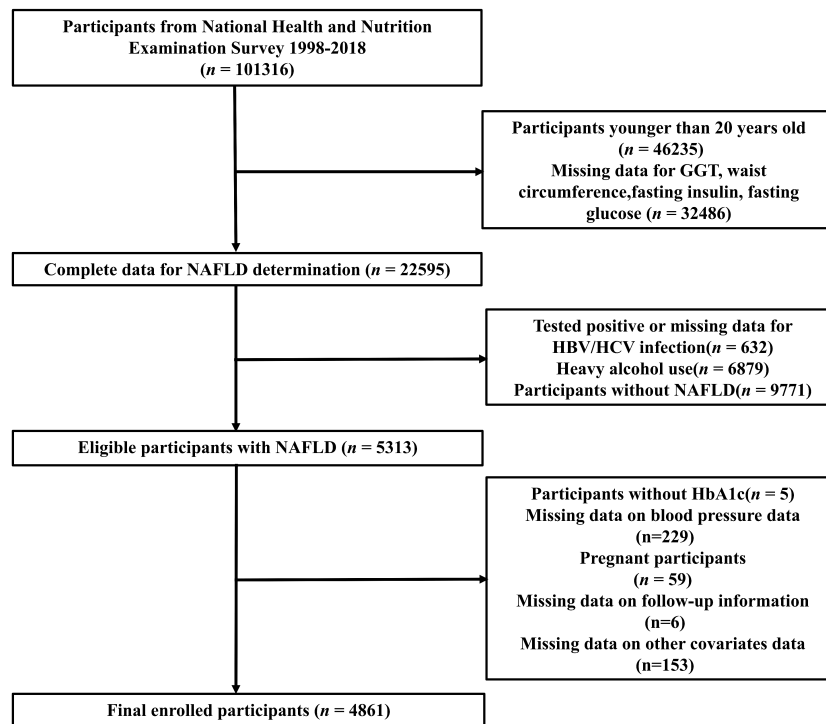 Participants from National Health and Nutrition
Examination Survey 1998-2018
(n = 101316)
Participants younger than 20 years old
(n = 46235)
Missing data for GGT, waist
circumference,fasting insulin, fasting
glucose (n = 32486)
Complete data for NAFLD determination (n = 22595)
Tested positive or missing data for
HBV/HCV infection(n = 632)
Heavy alcohol use(n = 6879)
Participants without NAFLD(n = 9771)
Eligible participants with NAFLD (n = 5313)
Participants without HbA1c(n = 5)
Missing data on blood pressure data
(n=229)
Pregnant participants
(n = 59)
Missing data on follow-up information
(n=6)
Missing data on other covariates data
(n=153)
Final enrolled participants (n = 4861)